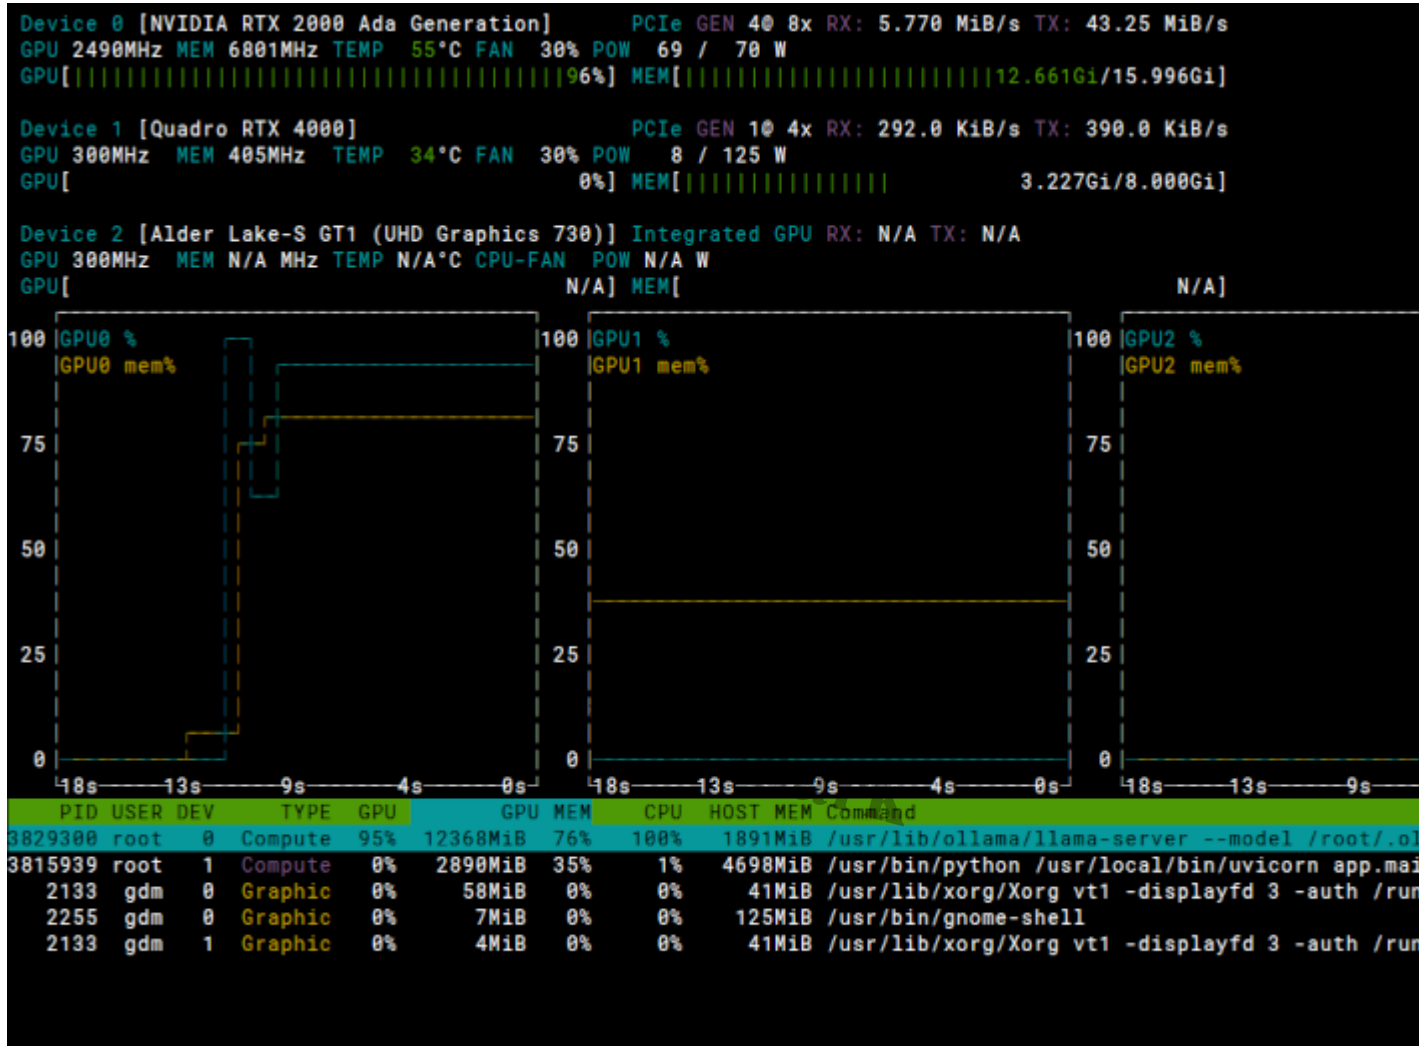 Device 0 [NVIDIA RTX 2000 Ada Generation] PCIe GEN 4@ 8x RX: 5.770 MiB/s TX: 43.25 MiB/s
GPU 2490MHz MEM 6801MHz TEMP 55°C FAN 30% POW 69 / 70 W
GPU[||||||||||||||||||||||||||||||||||||||96%] MEM[||||||||||||||||||||||||12.661Gi/15.996Gi]
Device 1 [Quadro RTX 4000] PCIe GEN 1@ 4x RX: 292.0 KiB/s TX: 390.0 KiB/s
GPU 300MHz MEM 405MHz TEMP 34°C FAN 30% POW 8 / 125 W
GPU[ 0%] MEM[|||||||||||||||| 3.227Gi/8.000Gi]
Device 2 [Alder Lake-S GT1 (UHD Graphics 730)] Integrated GPU RX: N/A TX: N/A
GPU 300MHz MEM N/A MHz TEMP N/A°C CPU-FAN POW N/A W
GPU[ N/A] MEM[ N/A]
100 GPU0 % 100 GPU1 % 100 GPU2 %
GPU0 mem% GPU1 mem% GPU2 mem%
75 75 75
50 50 50
25 25 25
0 0 0
18s 13s 9s 4s 0s 18s 13s 9s 4s 0s 18s 13s 9s
PID USER DEV TYPE GPU GPU MEM CPU HOST MEM Command
3829300 root 0 Compute 95% 12368MiB 76% 100% 1891MiB /usr/lib/ollama/llama-server --model /root/.ol
3815939 root 1 Compute 0% 2890MiB 35% 1% 4698MiB /usr/bin/python /usr/local/bin/uvicorn app.mai
2133 gdm 0 Graphic 0% 58MiB 0% 0% 41MiB /usr/lib/xorg/Xorg vt1 -displayfd 3 -auth /run
2255 gdm 0 Graphic 0% 7MiB 0% 0% 125MiB /usr/bin/gnome-shell
2133 gdm 1 Graphic 0% 4MiB 0% 0% 41MiB /usr/lib/xorg/Xorg vt1 -displayfd 3 -auth /run